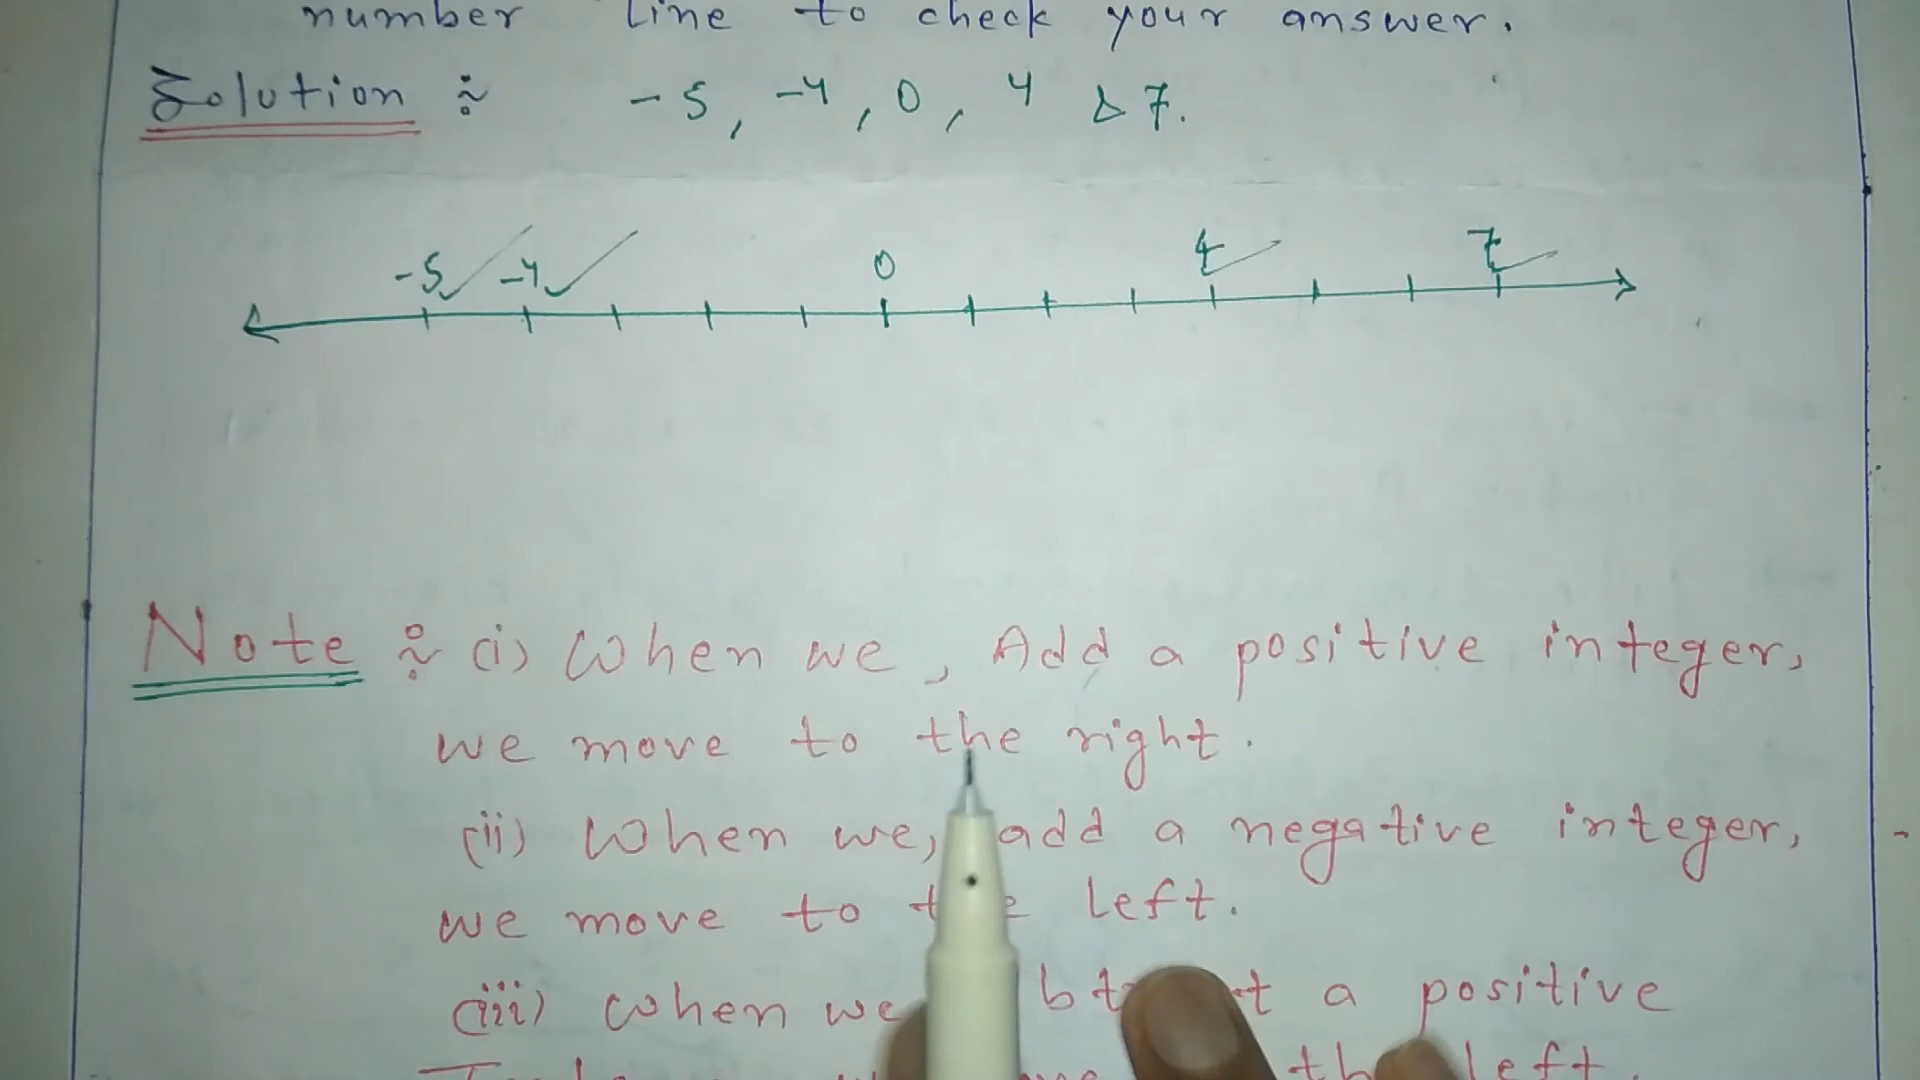 number line to check your answer.
Solution : -5, -4, 0, 4 & 7.
-5 -4 0 4 7
Note : (i) When we, Add a positive integer,
we move to the right.
(ii) When we, add a negative integer,
we move to the left.
(iii) When we a positive
left.